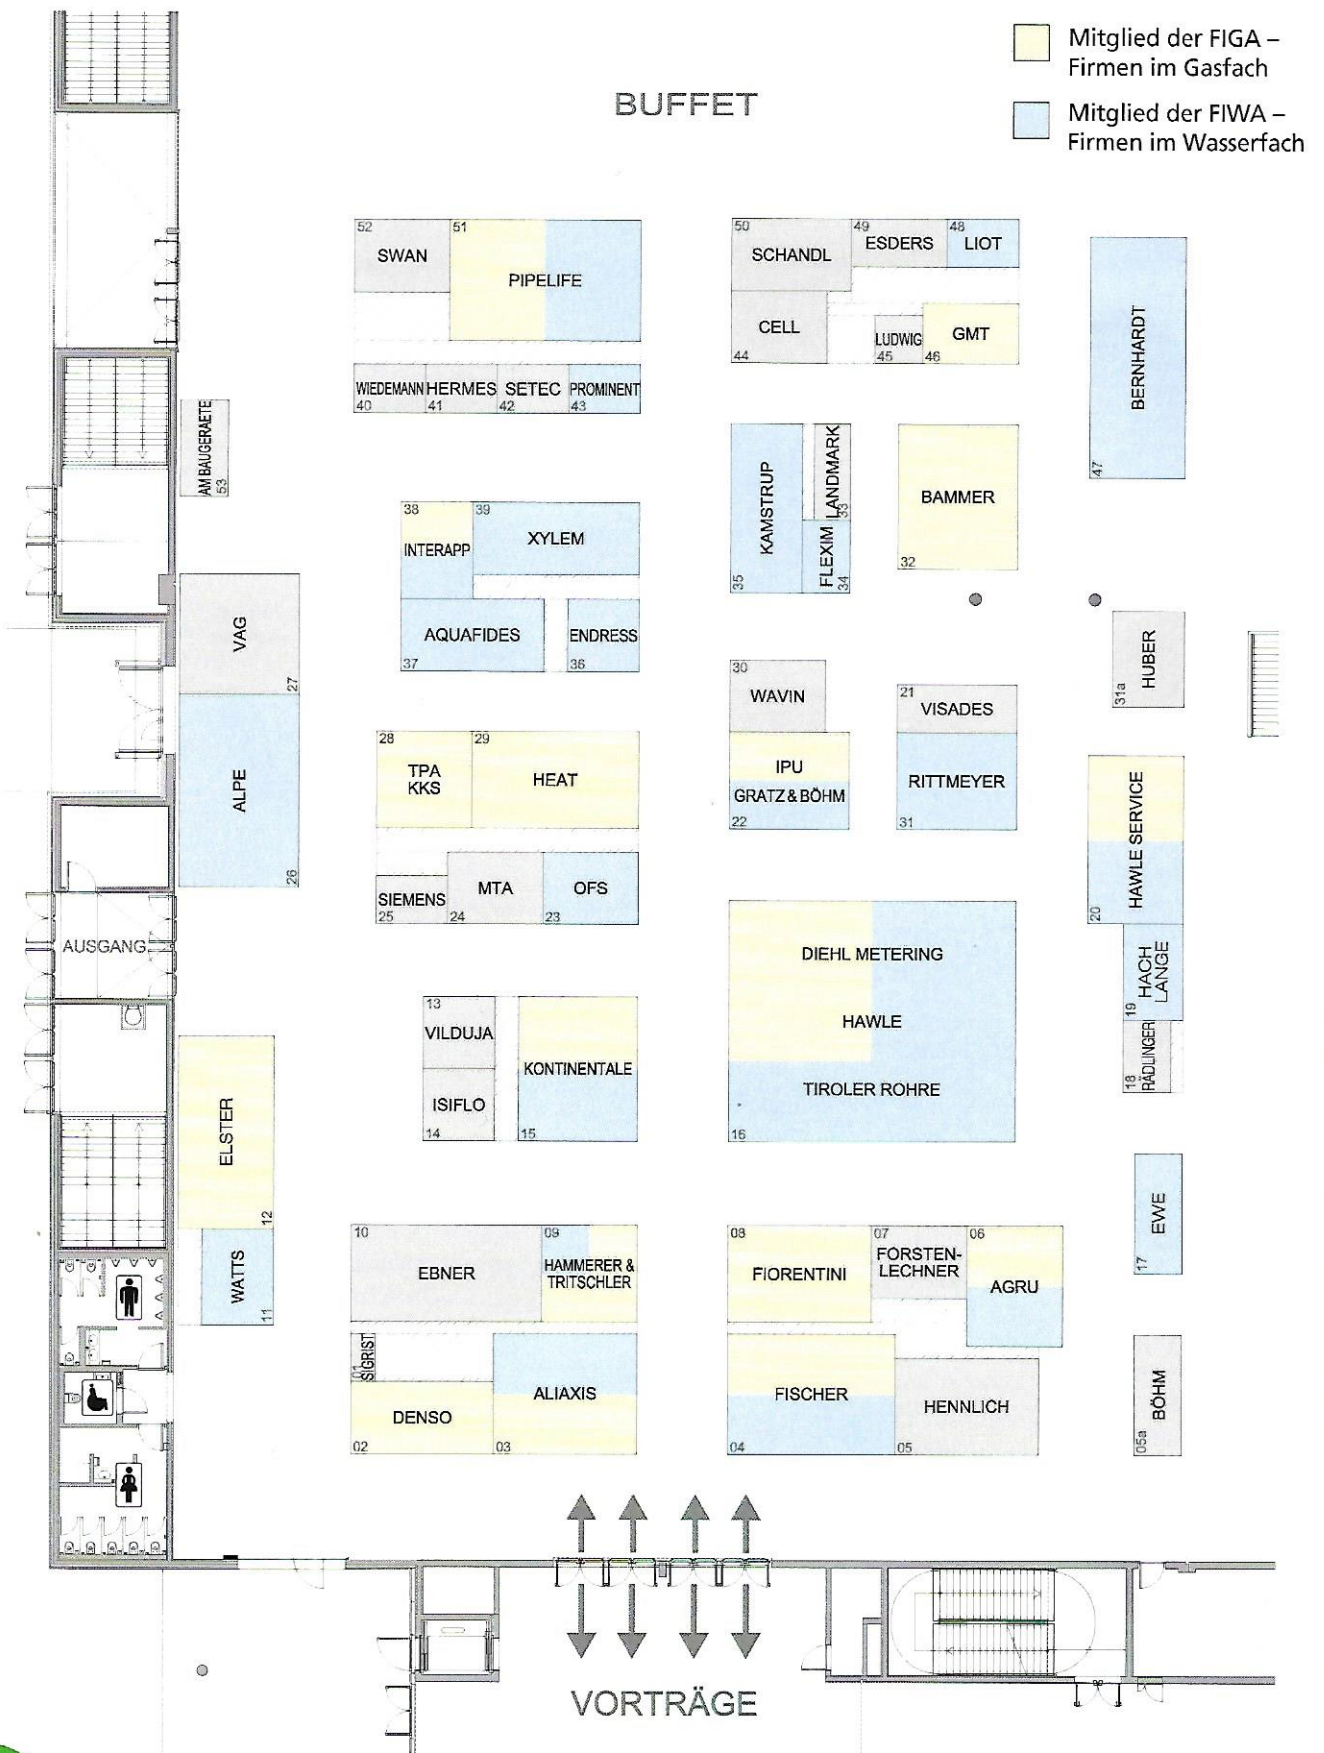 Mitglied der FIGA –
Firmen im Gasfach
Mitglied der FIWA –
Firmen im Wasserfach
BUFFET
52
SWAN
51
PIPELIFE
50
SCHANDL
49
ESDERS
48
LIOT
CELL
44
LUDWIG
45
GMT
46
BERNHARDT
47
WIEDEMANN
40
HERMES
41
SETEC
42
PROMINENT
43
AM BAUGERAETE
53
KAMSTRUP
35
LANDMARK
33
FLEXIM
34
BAMMER
32
38
INTERAPP
39
XYLEM
AQUAFIDES
37
ENDRESS
36
VAG
27
ALPE
26
HUBER
31a
30
WAVIN
21
VISADES
IPU
GRATZ & BÖHM
22
RITTMEYER
31
28
TPA
KKS
29
HEAT
HAWLE SERVICE
20
SIEMENS
25
MTA
24
OFS
23
AUSGANG
DIEHL METERING
HAWLE
TIROLER ROHRE
16
HACH
LANGE
19
RÄDLINGER
18
13
VILDUJA
ISIFLO
14
KONTINENTALE
15
ELSTER
12
WATTS
11
EWE
17
10
EBNER
09
HAMMERER &
TRITSCHLER
08
FIORENTINI
07
FORSTEN-
LECHNER
06
AGRU
SIGRIST
01
DENSO
02
ALIAXIS
03
FISCHER
04
HENNLICH
05
BÖHM
05a
VORTRÄGE